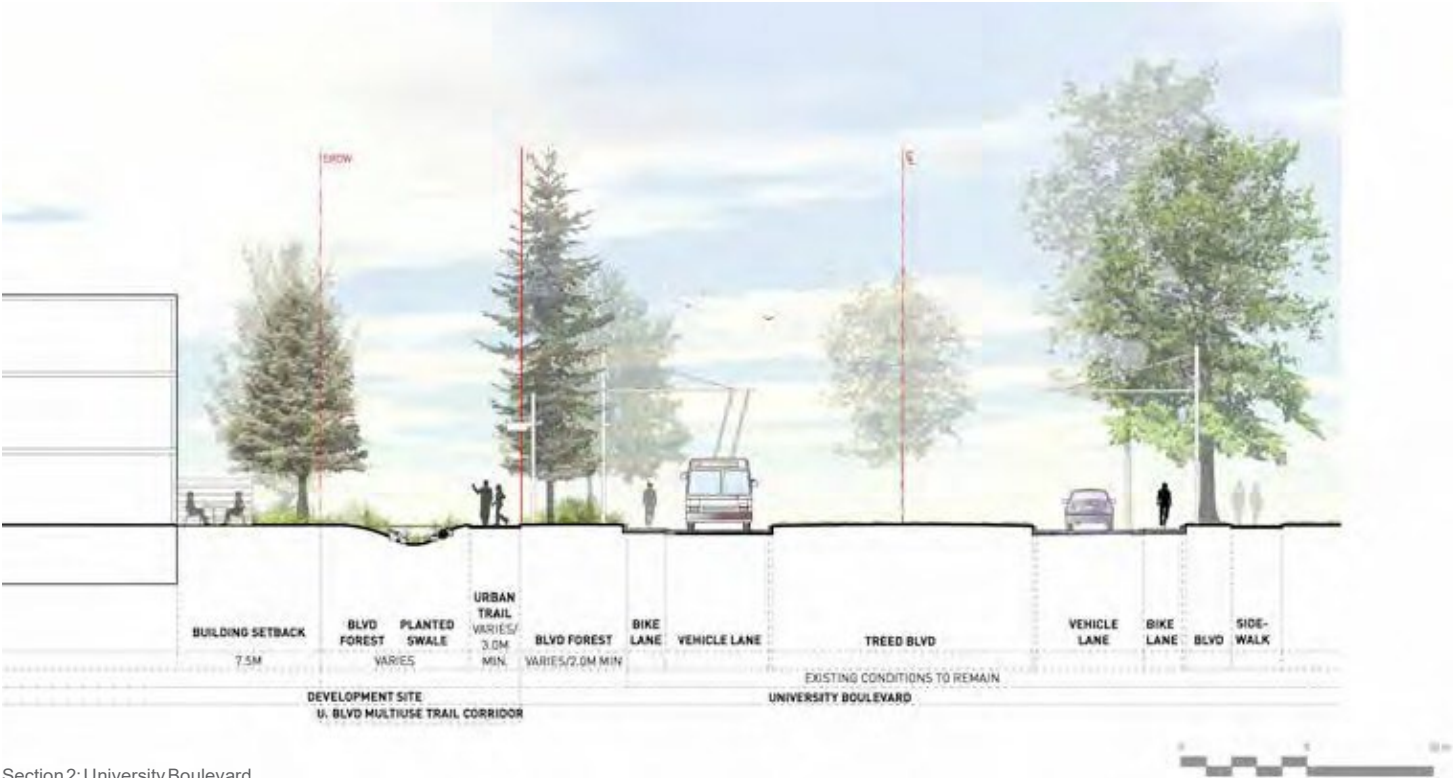 SROW
℄
BUILDING SETBACK
7.5M
BLVD
FOREST
PLANTED
SWALE
VARIES
URBAN
TRAIL
VARIES/
3.0M
MIN.
BLVD FOREST
VARIES/2.0M MIN
BIKE
LANE
VEHICLE LANE
TREED BLVD
VEHICLE
LANE
BIKE
LANE
BLVD
SIDE-
WALK
EXISTING CONDITIONS TO REMAIN
DEVELOPMENT SITE
UNIVERSITY BOULEVARD
U. BLVD MULTIUSE TRAIL CORRIDOR
Section 2: University Boulevard